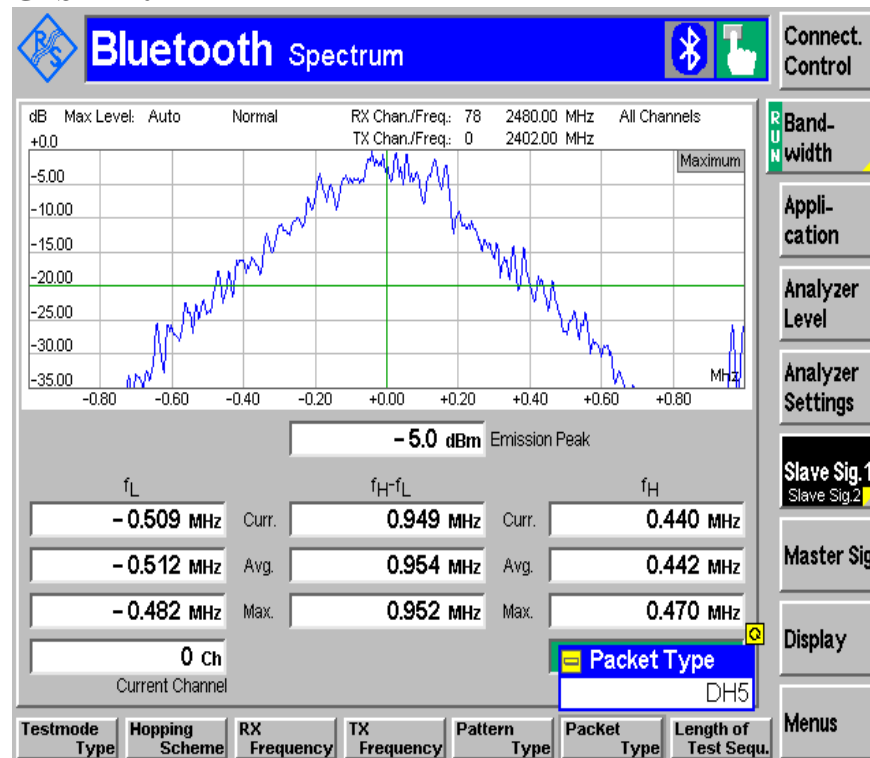 R&S
Bluetooth Spectrum
Connect.
Control
dB Max Level: Auto Normal RX Chan./Freq.: 78 2480.00 MHz All Channels
TX Chan./Freq.: 0 2402.00 MHz
+0.0
Maximum
-5.00
-10.00
-15.00
-20.00
-25.00
-30.00
-35.00
MHz
-0.80 -0.60 -0.40 -0.20 +0.00 +0.20 +0.40 +0.60 +0.80
-5.0 dBm Emission Peak
fL fH-fL fH
-0.509 MHz Curr. 0.949 MHz Curr. 0.440 MHz
-0.512 MHz Avg. 0.954 MHz Avg. 0.442 MHz
-0.482 MHz Max. 0.952 MHz Max. 0.470 MHz
0 Ch
Current Channel
Packet Type
DH5
RUN
Band-
width
Appli-
cation
Analyzer
Level
Analyzer
Settings
Slave Sig.1
Slave Sig.2
Master Sig
Display
Menus
Testmode
Type
Hopping
Scheme
RX
Frequency
TX
Frequency
Pattern
Type
Packet
Type
Length of
Test Sequ.